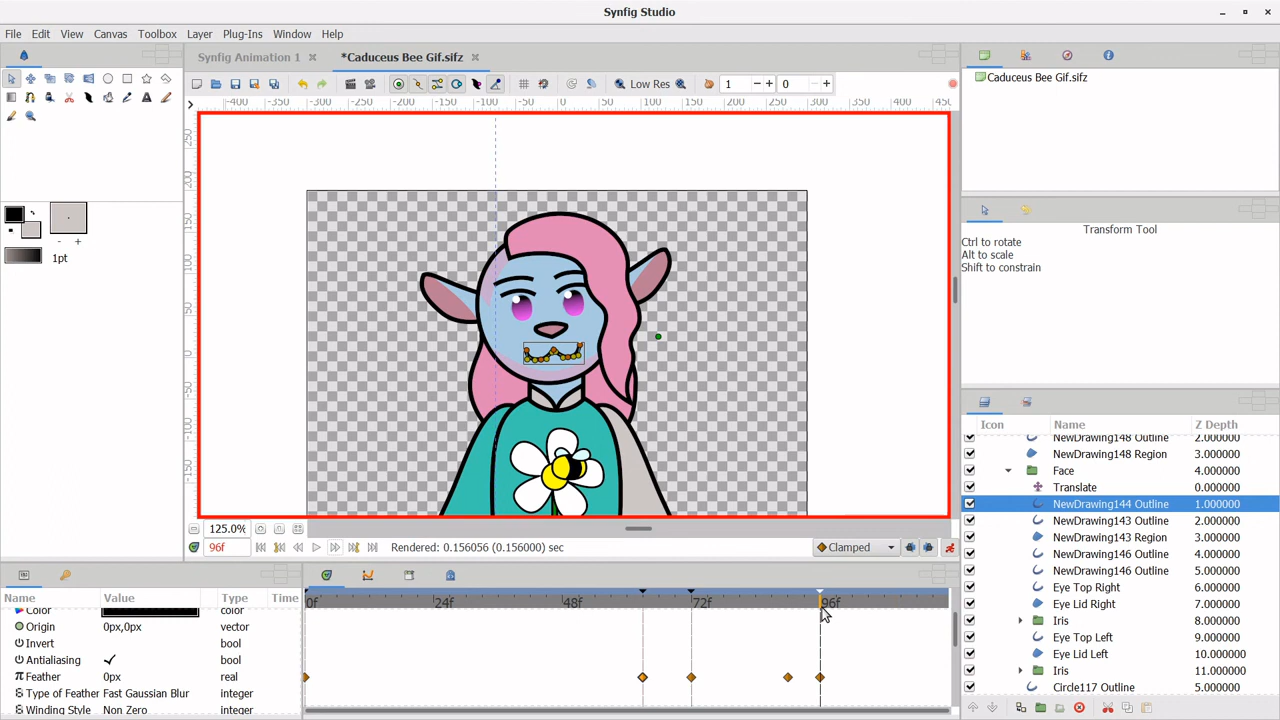 Synfig Studio
File Edit View Canvas Toolbox Layer Plug-Ins Window Help
Synfig Animation 1
*Caduceus Bee Gif.sifz
Low Res
1
0
-400 -350 -300 -250 -200 -150 -100 -50 0 50 100 150 200 250 300 350 400 450
Caduceus Bee Gif.sifz
1pt
Transform Tool
Ctrl to rotate
Alt to scale
Shift to constrain
Icon Name Z Depth
NewDrawing148 Outline 2.000000
NewDrawing148 Region 3.000000
Face 4.000000
Translate 0.000000
NewDrawing144 Outline 1.000000
NewDrawing143 Outline 2.000000
NewDrawing143 Region 3.000000
NewDrawing146 Outline 4.000000
NewDrawing146 Outline 5.000000
Eye Top Right 6.000000
Eye Lid Right 7.000000
Iris 8.000000
Eye Top Left 9.000000
Eye Lid Left 10.000000
Iris 11.000000
Circle117 Outline 5.000000
125.0%
96f
Rendered: 0.156056 (0.156000) sec
Clamped
Name Value Type Time
Color color
Origin 0px,0px vector
Invert bool
Antialiasing bool
Feather 0px real
Type of Feather Fast Gaussian Blur integer
Winding Style Non Zero integer
0f 24f 48f 72f 96f